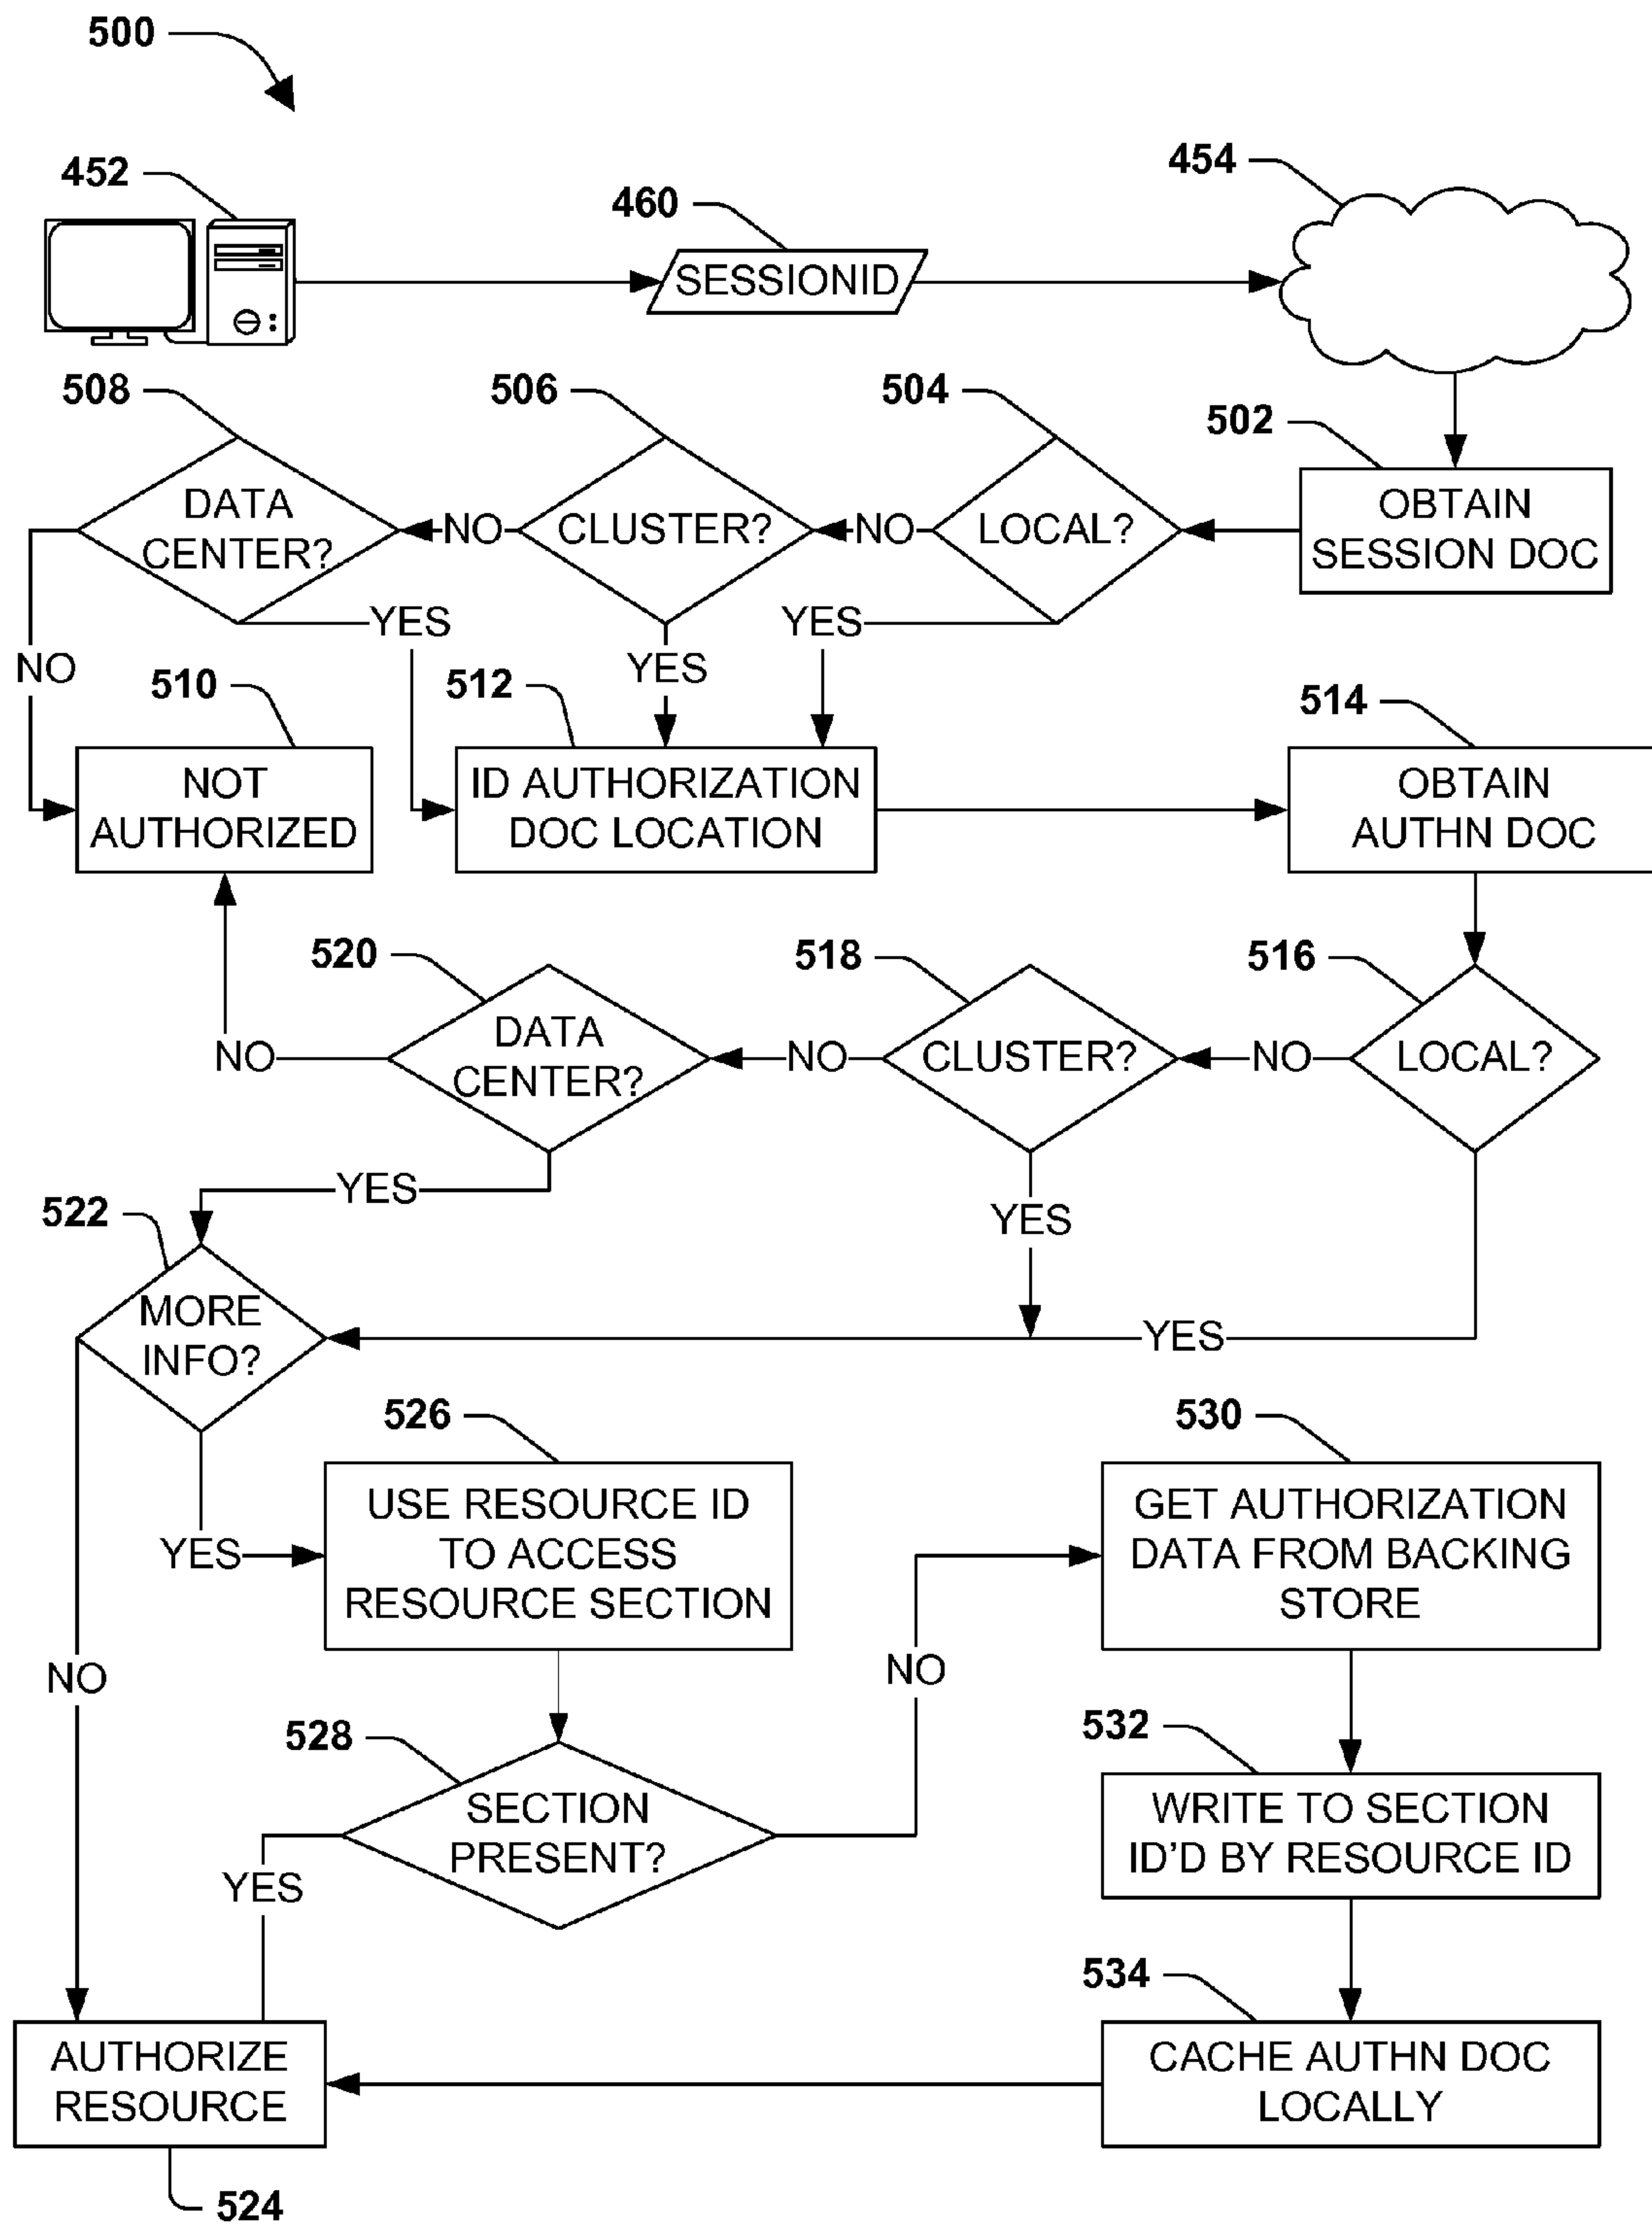 500
452
460
454
SESSIONID
508
506
504
502
DATA
CENTER?
NO
CLUSTER?
NO
LOCAL?
OBTAIN
SESSION DOC
YES
YES
NO
YES
510
512
514
NOT
AUTHORIZED
ID AUTHORIZATION
DOC LOCATION
OBTAIN
AUTHN DOC
520
518
516
NO
DATA
CENTER?
NO
CLUSTER?
NO
LOCAL?
YES
YES
522
MORE
INFO?
YES
526
530
USE RESOURCE ID
TO ACCESS
RESOURCE SECTION
GET AUTHORIZATION
DATA FROM BACKING
STORE
YES
NO
NO
528
532
SECTION
PRESENT?
WRITE TO SECTION
ID'D BY RESOURCE ID
YES
534
AUTHORIZE
RESOURCE
CACHE AUTHN DOC
LOCALLY
524